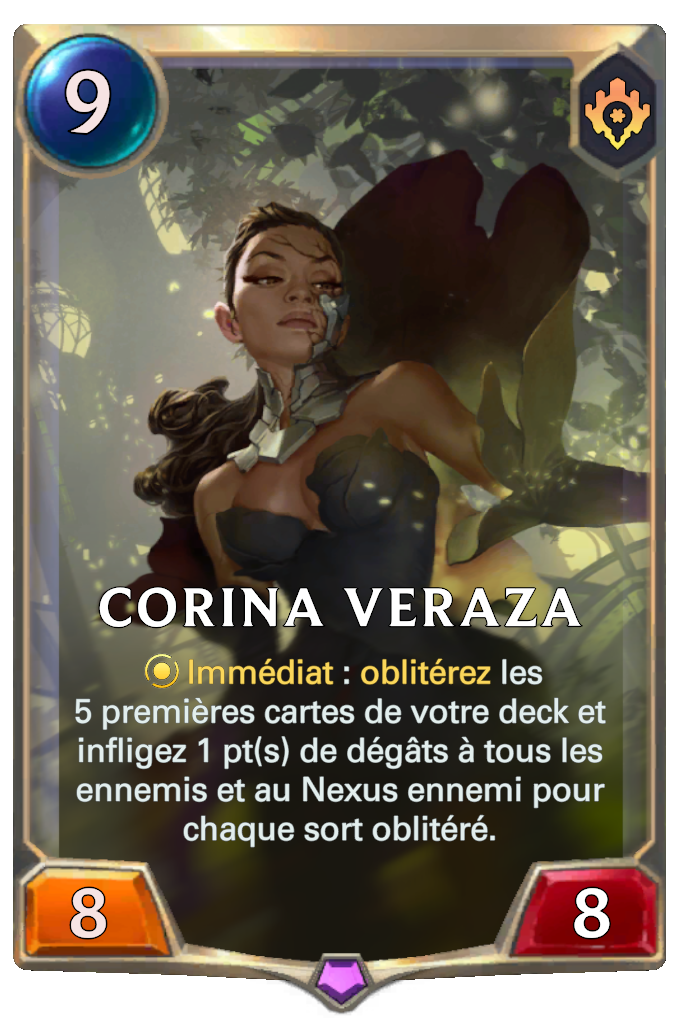 9
CORINA VERAZA
Immédiat : oblitérez les
5 premières cartes de votre deck et
infligez 1 pt(s) de dégâts à tous les
ennemis et au Nexus ennemi pour
chaque sort oblitéré.
8
8